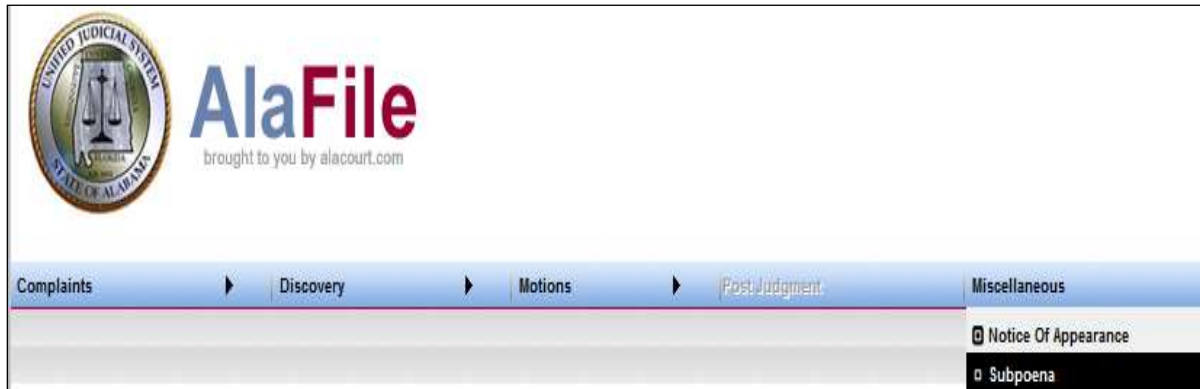 UNIFIED JUDICIAL SYSTEM
STATE OF ALABAMA
AlaFile
brought to you by alacourt.com
Complaints
Discovery
Motions
Post Judgment
Miscellaneous
Notice Of Appearance
Subpoena